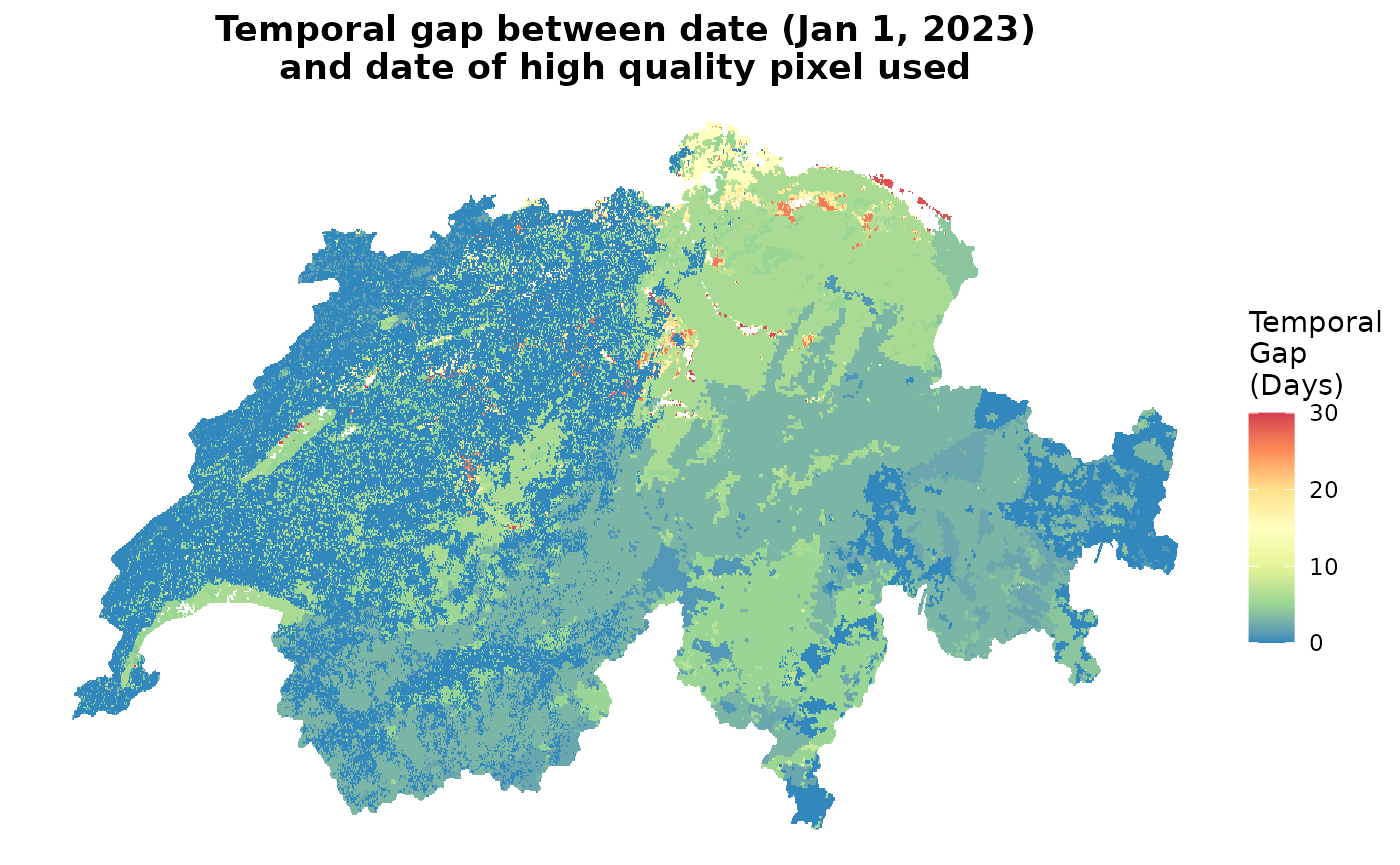 Temporal gap between date (Jan 1, 2023)
and date of high quality pixel used
Temporal
Gap
(Days)
30
20
10
0